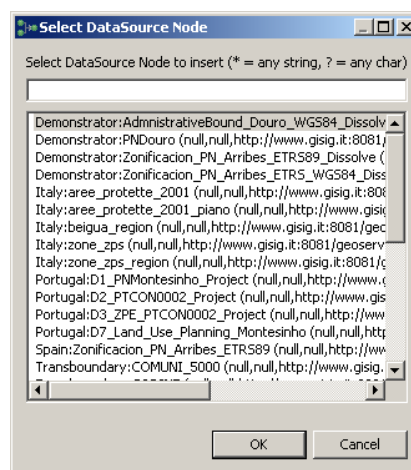 Select DataSource Node
Select DataSource Node to insert (* = any string, ? = any char)
Demonstrator:AdmnistrativeBound_Douro_WGS84_Dissolv
Demonstrator:PNDouro (null,null,http://www.gisig.it:8081/
Demonstrator:Zonificacion_PN_Arribes_ETRS89_Dissolve (
Demonstrator:Zonificacion_PN_Arribes_ETRS_WGS84_Diss
Italy:aree_protette_2001 (null,null,http://www.gisig.it:808
Italy:aree_protette_2001_piano (null,null,http://www.gisig
Italy:beigua_region (null,null,http://www.gisig.it:8081/geo
Italy:zone_zps (null,null,http://www.gisig.it:8081/geoserv
Italy:zone_zps_region (null,null,http://www.gisig.it:8081/g
Portugal:D1_PNMontesinho_Project (null,null,http://www.g
Portugal:D2_PTCON0002_Project (null,null,http://www.gis
Portugal:D3_ZPE_PTCON0002_Project (null,null,http://ww
Portugal:D7_Land_Use_Planning_Montesinho (null,null,http
Spain:Zonificacion_PN_Arribes_ETRS89 (null,null,http://ww
Transboundary:COMUNI_5000 (null,null,http://www.gisig.
OK
Cancel